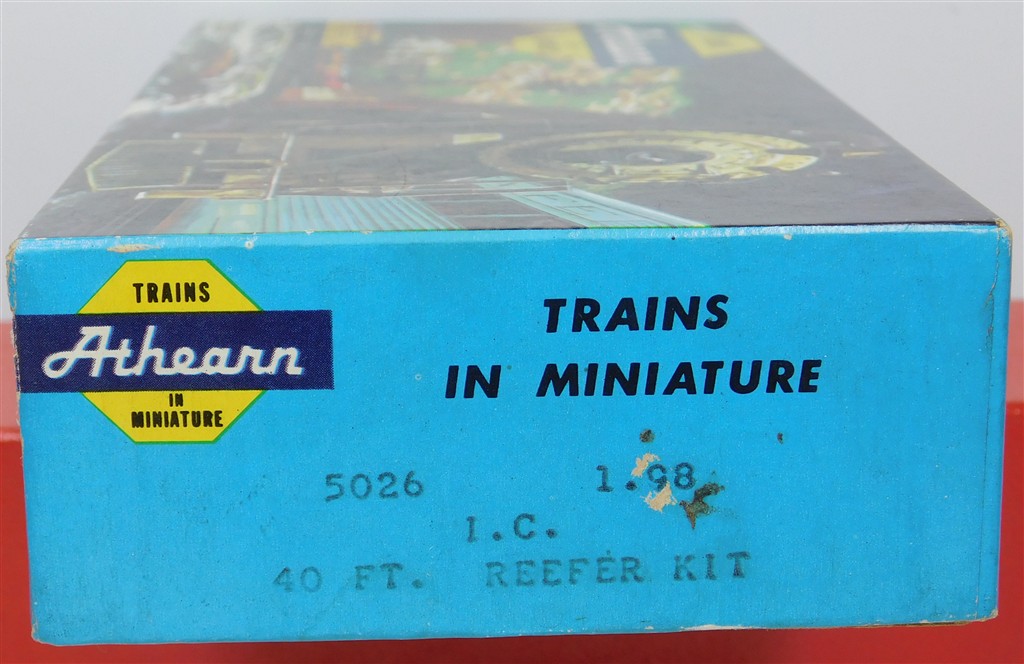 TRAINS
Athearn
IN
MINIATURE
TRAINS
IN MINIATURE
5026 1.98
I.C.
40 FT. REEFER KIT